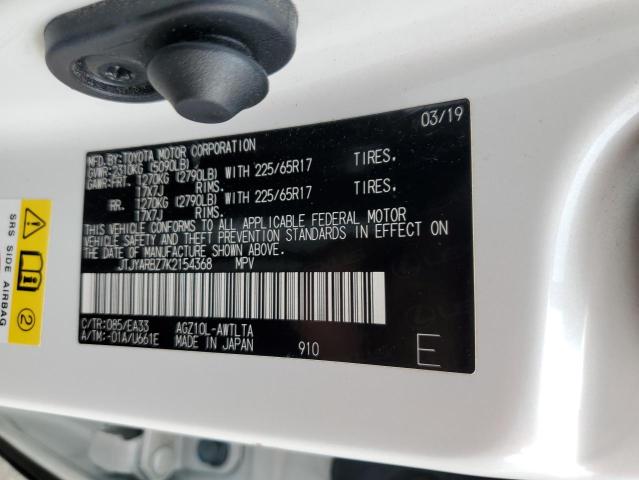 03/19
MFD.BY:TOYOTA MOTOR CORPORATION
GVWR:2310KG (5090LB)
GAWR:FRT. 1270KG (2790LB) WITH 225/65R17 TIRES,
17X7J RIMS.
RR. 1270KG (2790LB) WITH 225/65R17 TIRES,
17X7J RIMS.
THIS VEHICLE CONFORMS TO ALL APPLICABLE FEDERAL MOTOR
VEHICLE SAFETY AND THEFT PREVENTION STANDARDS IN EFFECT ON
THE DATE OF MANUFACTURE SHOWN ABOVE.
JTJYARBZ7K2154368 MPV
C/TR:085/EA33 AGZ10L-AWTLTA
A/TM:-01A/U661E MADE IN JAPAN 910
E
SRS SIDE AIRBAG
2